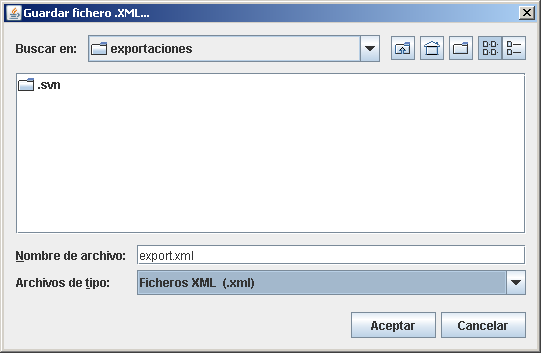 Guardar fichero .XML...
Buscar en: exportaciones
.svn
Nombre de archivo: export.xml
Archivos de tipo: Ficheros XML (.xml)
Aceptar Cancelar